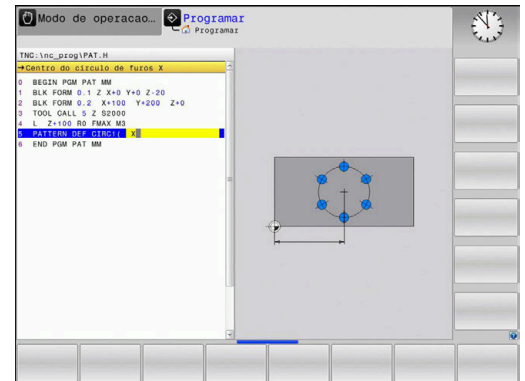 Modo de operacao...
Programar
Programar
TNC:\nc_prog\PAT.H
→Centro do circulo de furos X
0 BEGIN PGM PAT MM
1 BLK FORM 0.1 Z X+0 Y+0 Z-20
2 BLK FORM 0.2 X+100 Y+200 Z+0
3 TOOL CALL 5 Z S2000
4 L Z+100 R0 FMAX M3
5 PATTERN DEF CIRC1( X
6 END PGM PAT MM